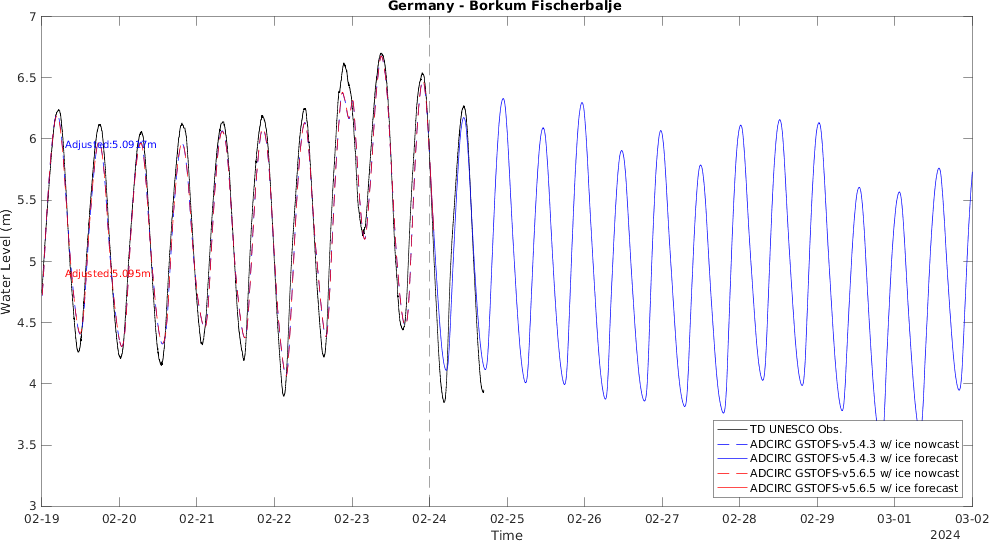 Germany - Borkum Fischerbalje
7
6.5
6
5.5
5
4.5
4
3.5
3
Water Level (m)
Adjusted:5.0917m
Adjusted:5.095m
TD UNESCO Obs.
ADCIRC GSTOFS-v5.4.3 w/ ice nowcast
ADCIRC GSTOFS-v5.4.3 w/ ice forecast
ADCIRC GSTOFS-v5.6.5 w/ ice nowcast
ADCIRC GSTOFS-v5.6.5 w/ ice forecast
02-19 02-20 02-21 02-22 02-23 02-24 02-25 02-26 02-27 02-28 02-29 03-01 03-02
Time
2024